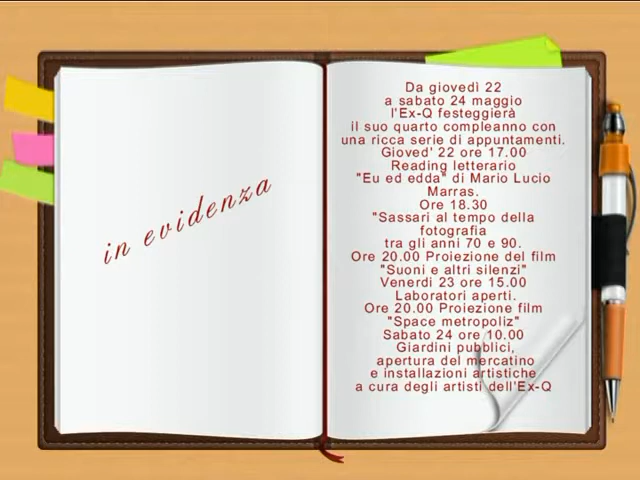 in evidenza
Da giovedì 22
a sabato 24 maggio
l'Ex-Q festeggierà
il suo quarto compleanno con
una ricca serie di appuntamenti.
Gioved' 22 ore 17.00
Reading letterario
"Eu ed edda" di Mario Lucio
Marras.
Ore 18.30
"Sassari al tempo della
fotografia
tra gli anni 70 e 90.
Ore 20.00 Proiezione del film
"Suoni e altri silenzi"
Venerdi 23 ore 15.00
Laboratori aperti.
Ore 20.00 Proiezione film
"Space metropoliz"
Sabato 24 ore 10.00
Giardini pubblici,
apertura del mercatino
e installazioni artistiche
a cura degli artisti dell'Ex-Q